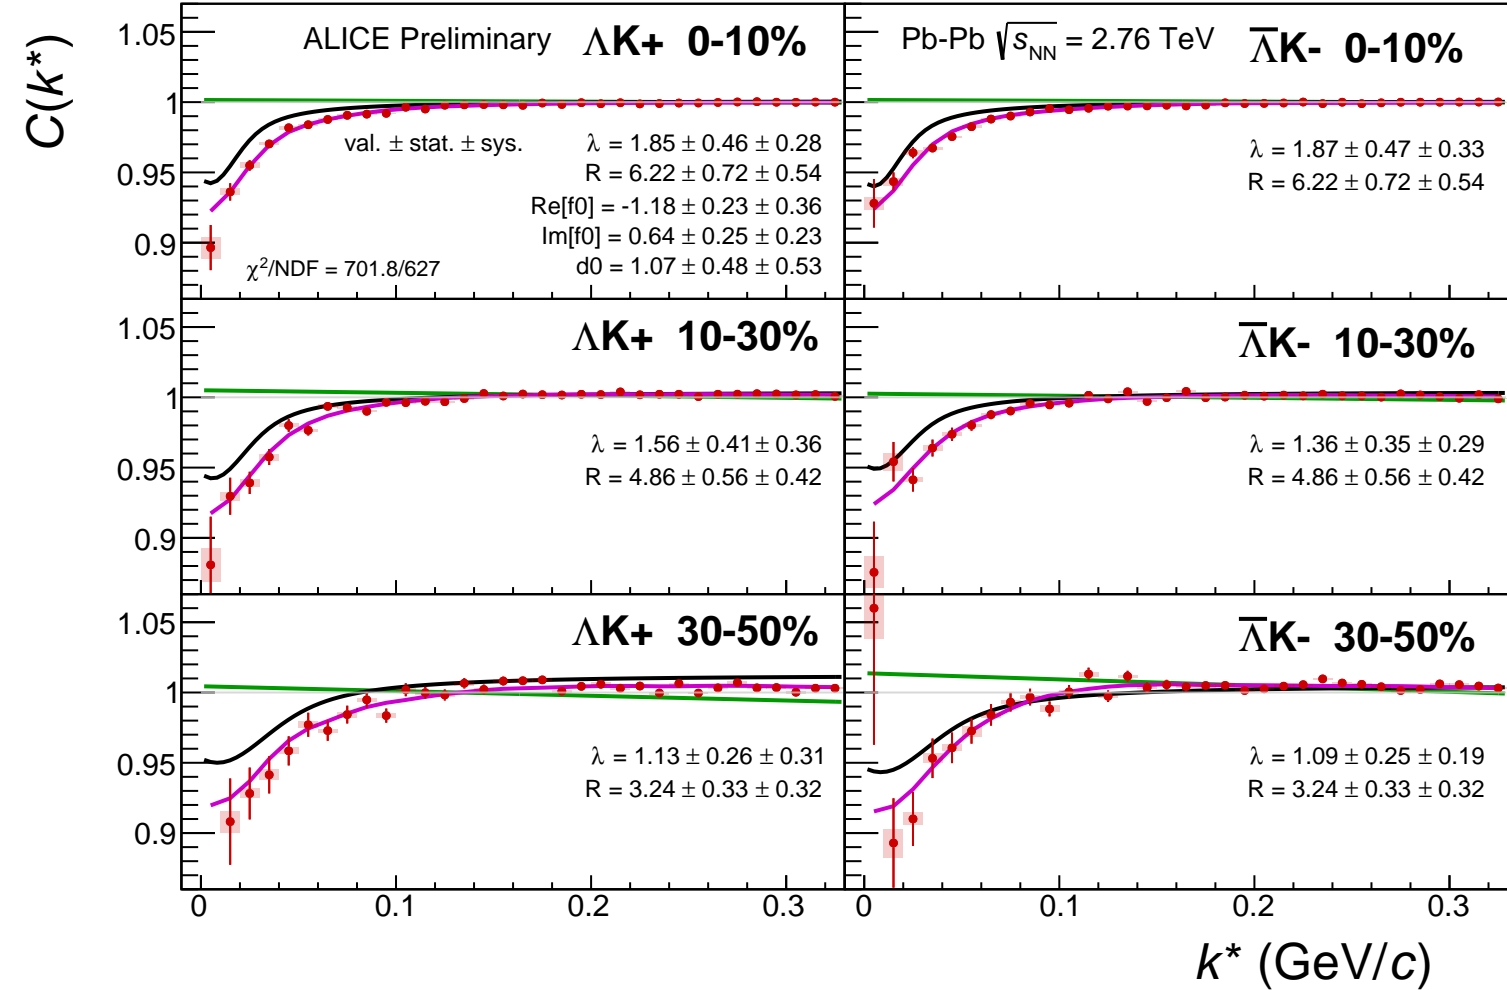 C(k*)
ALICE Preliminary ΛK+ 0-10%
val. ± stat. ± sys.
λ = 1.85 ± 0.46 ± 0.28
R = 6.22 ± 0.72 ± 0.54
Re[f0] = -1.18 ± 0.23 ± 0.36
Im[f0] = 0.64 ± 0.25 ± 0.23
d0 = 1.07 ± 0.48 ± 0.53
χ²/NDF = 701.8/627
1.05
1
0.95
0.9
Pb-Pb √sNN = 2.76 TeV Λ̅K- 0-10%
λ = 1.87 ± 0.47 ± 0.33
R = 6.22 ± 0.72 ± 0.54
ΛK+ 10-30%
λ = 1.56 ± 0.41 ± 0.36
R = 4.86 ± 0.56 ± 0.42
1.05
1
0.95
0.9
Λ̅K- 10-30%
λ = 1.36 ± 0.35 ± 0.29
R = 4.86 ± 0.56 ± 0.42
ΛK+ 30-50%
λ = 1.13 ± 0.26 ± 0.31
R = 3.24 ± 0.33 ± 0.32
1.05
1
0.95
0.9
Λ̅K- 30-50%
λ = 1.09 ± 0.25 ± 0.19
R = 3.24 ± 0.33 ± 0.32
0 0.1 0.2 0.3
0 0.1 0.2 0.3
k* (GeV/c)